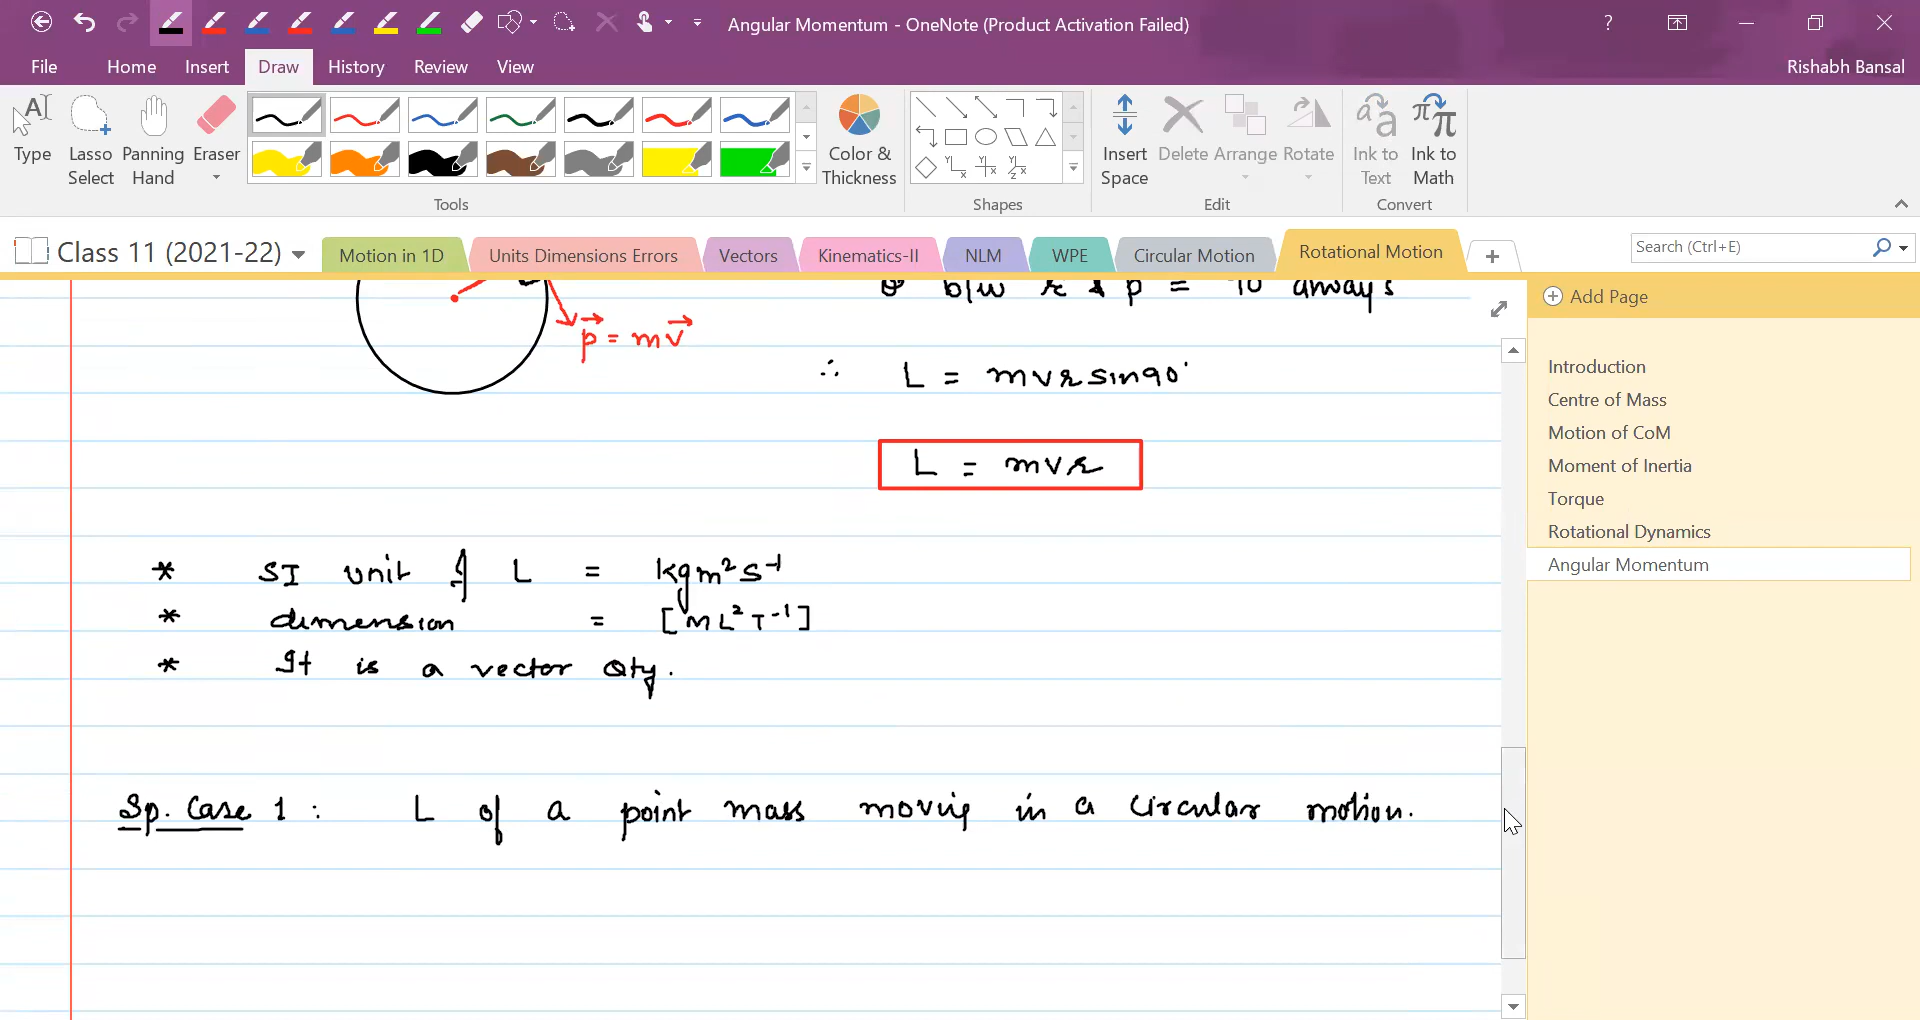 Angular Momentum - OneNote (Product Activation Failed)
?
File Home Insert Draw History Review View
Rishabh Bansal
Type
Lasso Select
Panning Hand
Eraser
Color & Thickness
Insert Space
Delete
Arrange
Rotate
Ink to Text
Ink to Math
Tools
Shapes
Edit
Convert
Class 11 (2021-22)
Motion in 1D
Units Dimensions Errors
Vectors
Kinematics-II
NLM
WPE
Circular Motion
Rotational Motion
Search (Ctrl+E)
Add Page
Introduction
Centre of Mass
Motion of CoM
Moment of Inertia
Torque
Rotational Dynamics
Angular Momentum
θ b/w r & p = 90 always
p⃗ = mv⃗
∴ L = mvr sin90°
L = mvr
* SI unit of L = kgm²s⁻¹
* dimension = [ML²T⁻¹]
* It is a vector Qty.
Sp. Case 1 : L of a point mass moving in a circular motion.